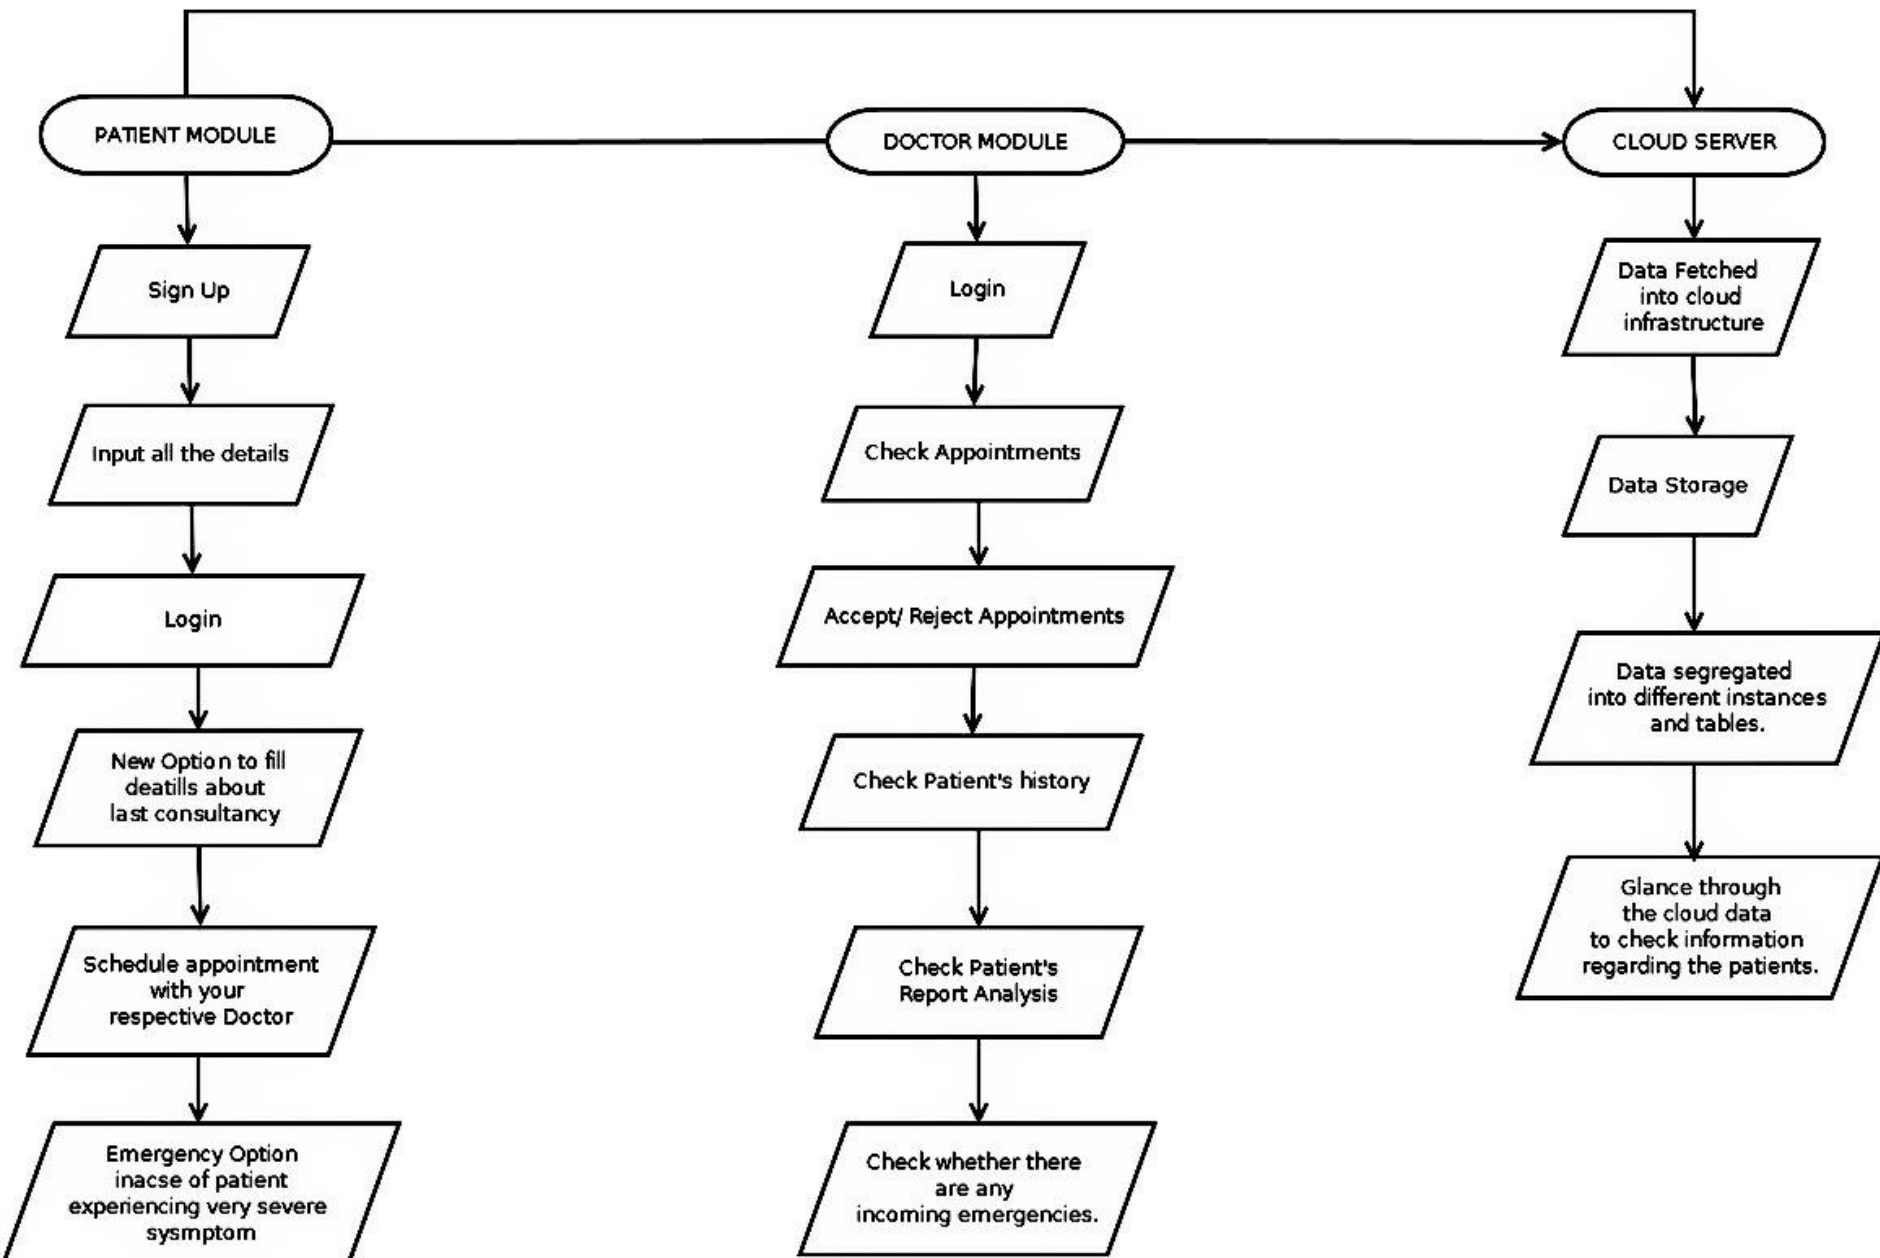 PATIENT MODULE
Sign Up
Input all the details
Login
New Option to fill
deatills about
last consultancy
Schedule appointment
with your
respective Doctor
Emergency Option
inacse of patient
experiencing very severe
sysmptom
DOCTOR MODULE
Login
Check Appointments
Accept/ Reject Appointments
Check Patient's history
Check Patient's
Report Analysis
Check whether there
are any
incoming emergencies.
CLOUD SERVER
Data Fetched
into cloud
infrastructure
Data Storage
Data segregated
into different instances
and tables.
Glance through
the cloud data
to check information
regarding the patients.